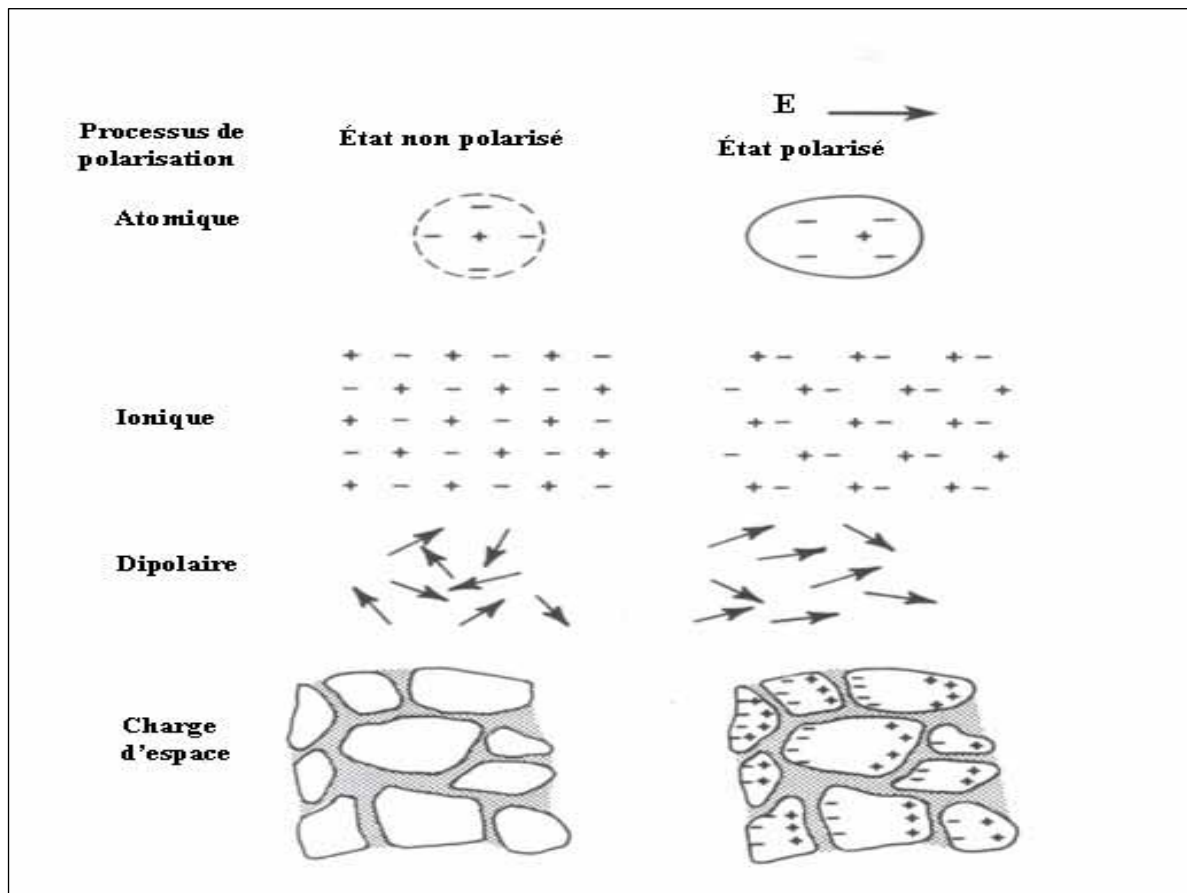 E
Processus de
polarisation
État non polarisé
État polarisé
Atomique
Ionique
Dipolaire
Charge
d'espace